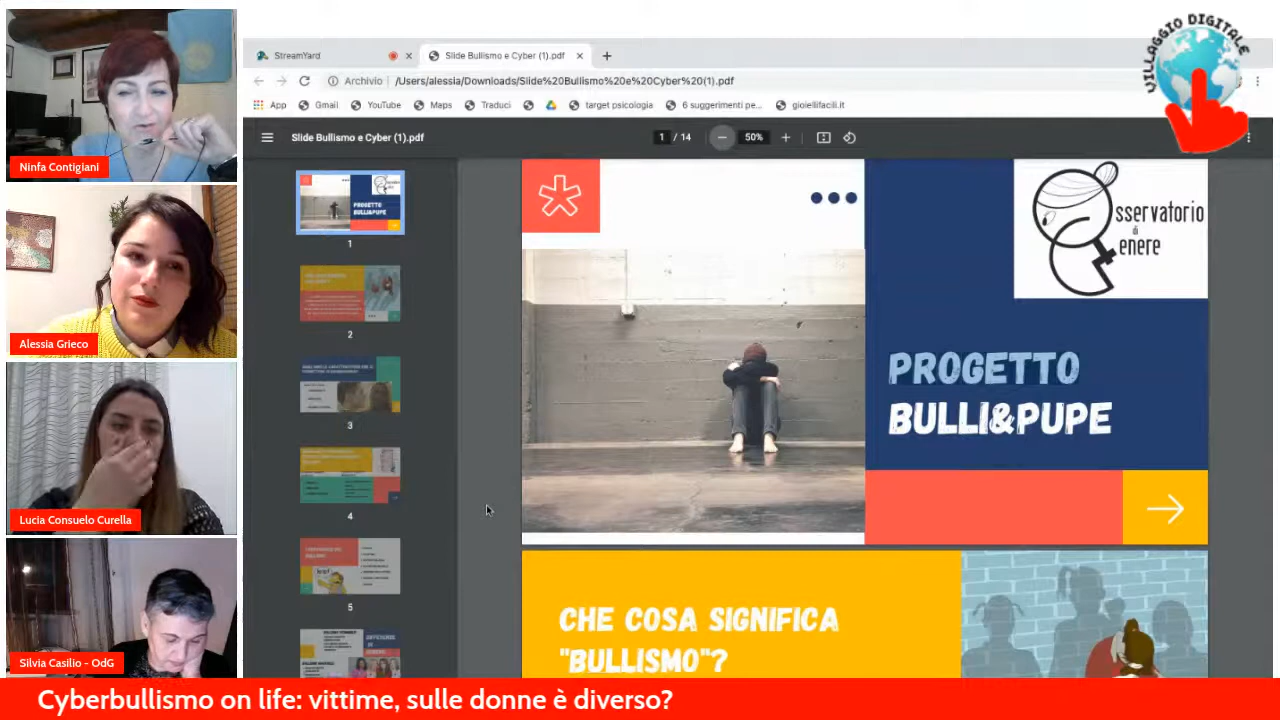 Ninfa Contigiani
Alessia Grieco
Lucia Consuelo Curella
Silvia Casilio - OdG
StreamYard
Slide Bullismo e Cyber (1).pdf
Archivio
/Users/alessia/Downloads/Slide%20Bullismo%20e%20Cyber%20(1).pdf
App
Gmail
YouTube
Maps
Traduci
target psicologia
6 suggerimenti pe...
gioiellifacili.it
VILLAGGIO DIGITALE
Slide Bullismo e Cyber (1).pdf
1 / 14
50%
PROGETTO
BULLI&PUPE
1
2
3
4
5
sservatorio
di
enere
PROGETTO
BULLI&PUPE
CHE COSA SIGNIFICA
"BULLISMO"?
Cyberbullismo on life: vittime, sulle donne è diverso?